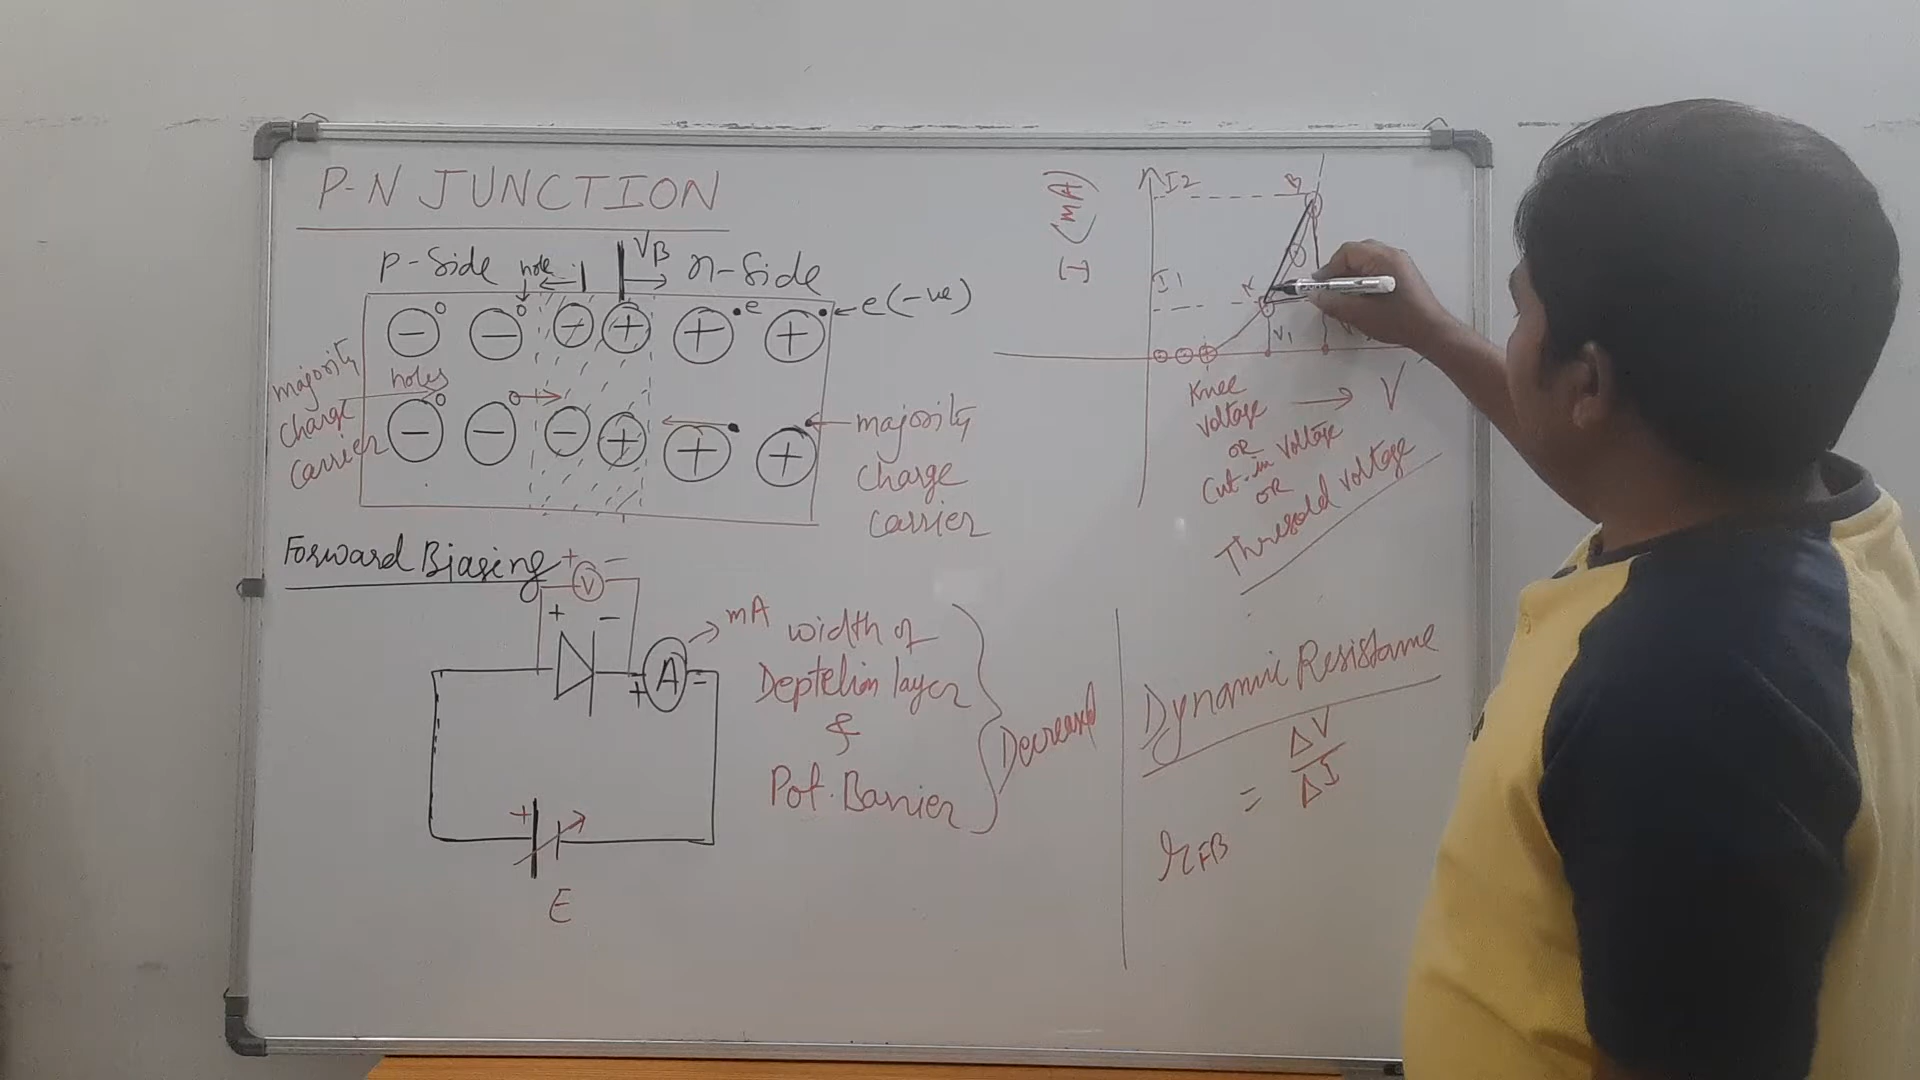 P-N JUNCTION
P-Side
hole
VB
n-Side
e
e(-ve)
holes
majority
charge
carrier
majority
charge
carrier
Forward Biasing
+ V -
+ -
+ A -
mA
width of
Deptelion layer
&
Pot. Barrier
Decreased
+
E
I (mA)
I2
B
I1
V1
Knee
voltage
OR
Cut-in voltage
OR
Thresold voltage
V
Dynamic Resistance
rFB = ΔV
ΔI